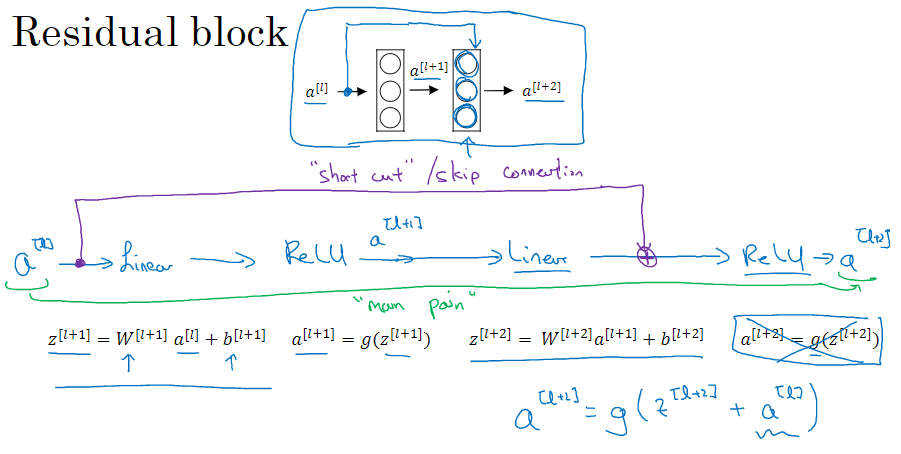 Residual block
a^[l] a^[l+1] a^[l+2]
"short cut" / skip connection
a^[l] → Linear → ReLU a^[l+1] → Linear → ReLU → a^[l+2]
"main path"
z^[l+1] = W^[l+1] a^[l] + b^[l+1] a^[l+1] = g(z^[l+1]) z^[l+2] = W^[l+2]a^[l+1] + b^[l+2] a^[l+2] = g(z^[l+2])
a^[l+2] = g(z^[l+2] + a^[l])